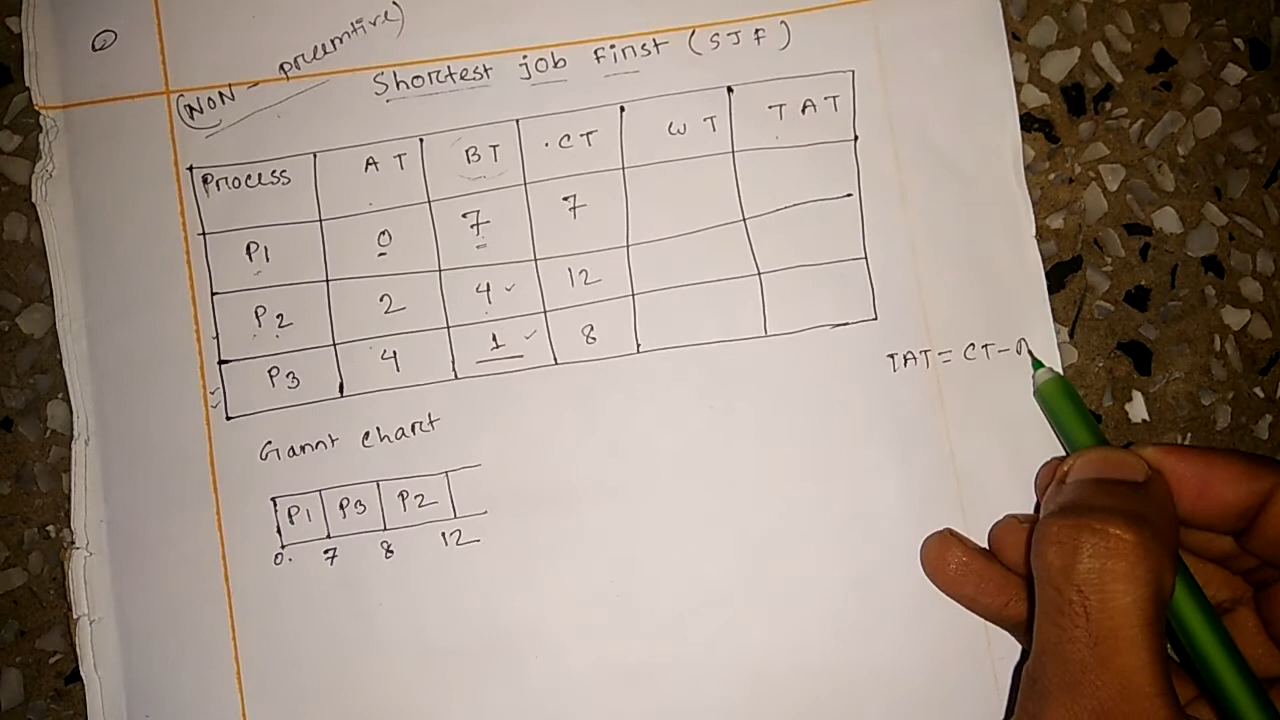 (NON - preemtive)
Shortest job First (SJF)
Process AT BT CT WT TAT
P1 0 7 7
P2 2 4 12
P3 4 1 8
Gannt chart
P1 P3 P2
0. 7 8 12
TAT = CT-